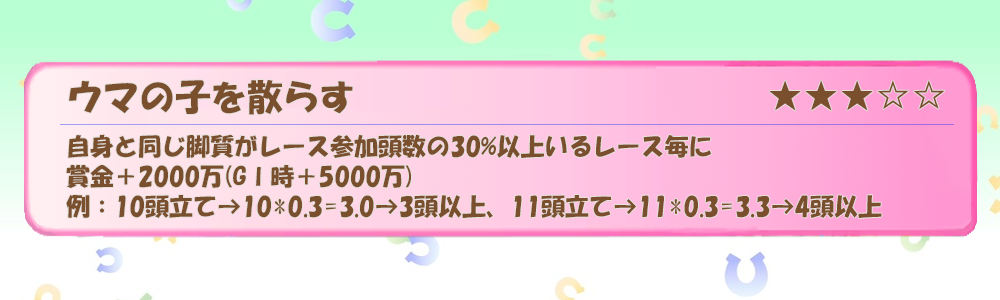 ウマの子を散らす ★★★☆☆
自身と同じ脚質がレース参加頭数の30%以上いるレース毎に
賞金+2000万(GⅠ時+5000万)
例：10頭立て→10*0.3=3.0→3頭以上、11頭立て→11*0.3=3.3→4頭以上